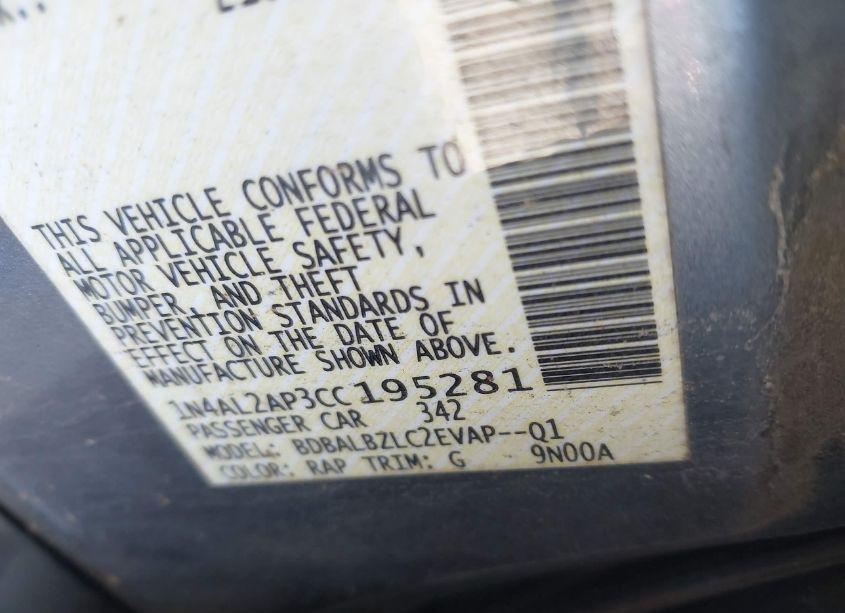 THIS VEHICLE CONFORMS TO
ALL APPLICABLE FEDERAL
MOTOR VEHICLE SAFETY,
BUMPER, AND THEFT
PREVENTION STANDARDS IN
EFFECT ON THE DATE OF
MANUFACTURE SHOWN ABOVE.
1N4AL2AP3CC195281
PASSENGER CAR 342
MODEL: BDBALBZLC2EVAP--Q1
COLOR: RAP TRIM: G 9N00A